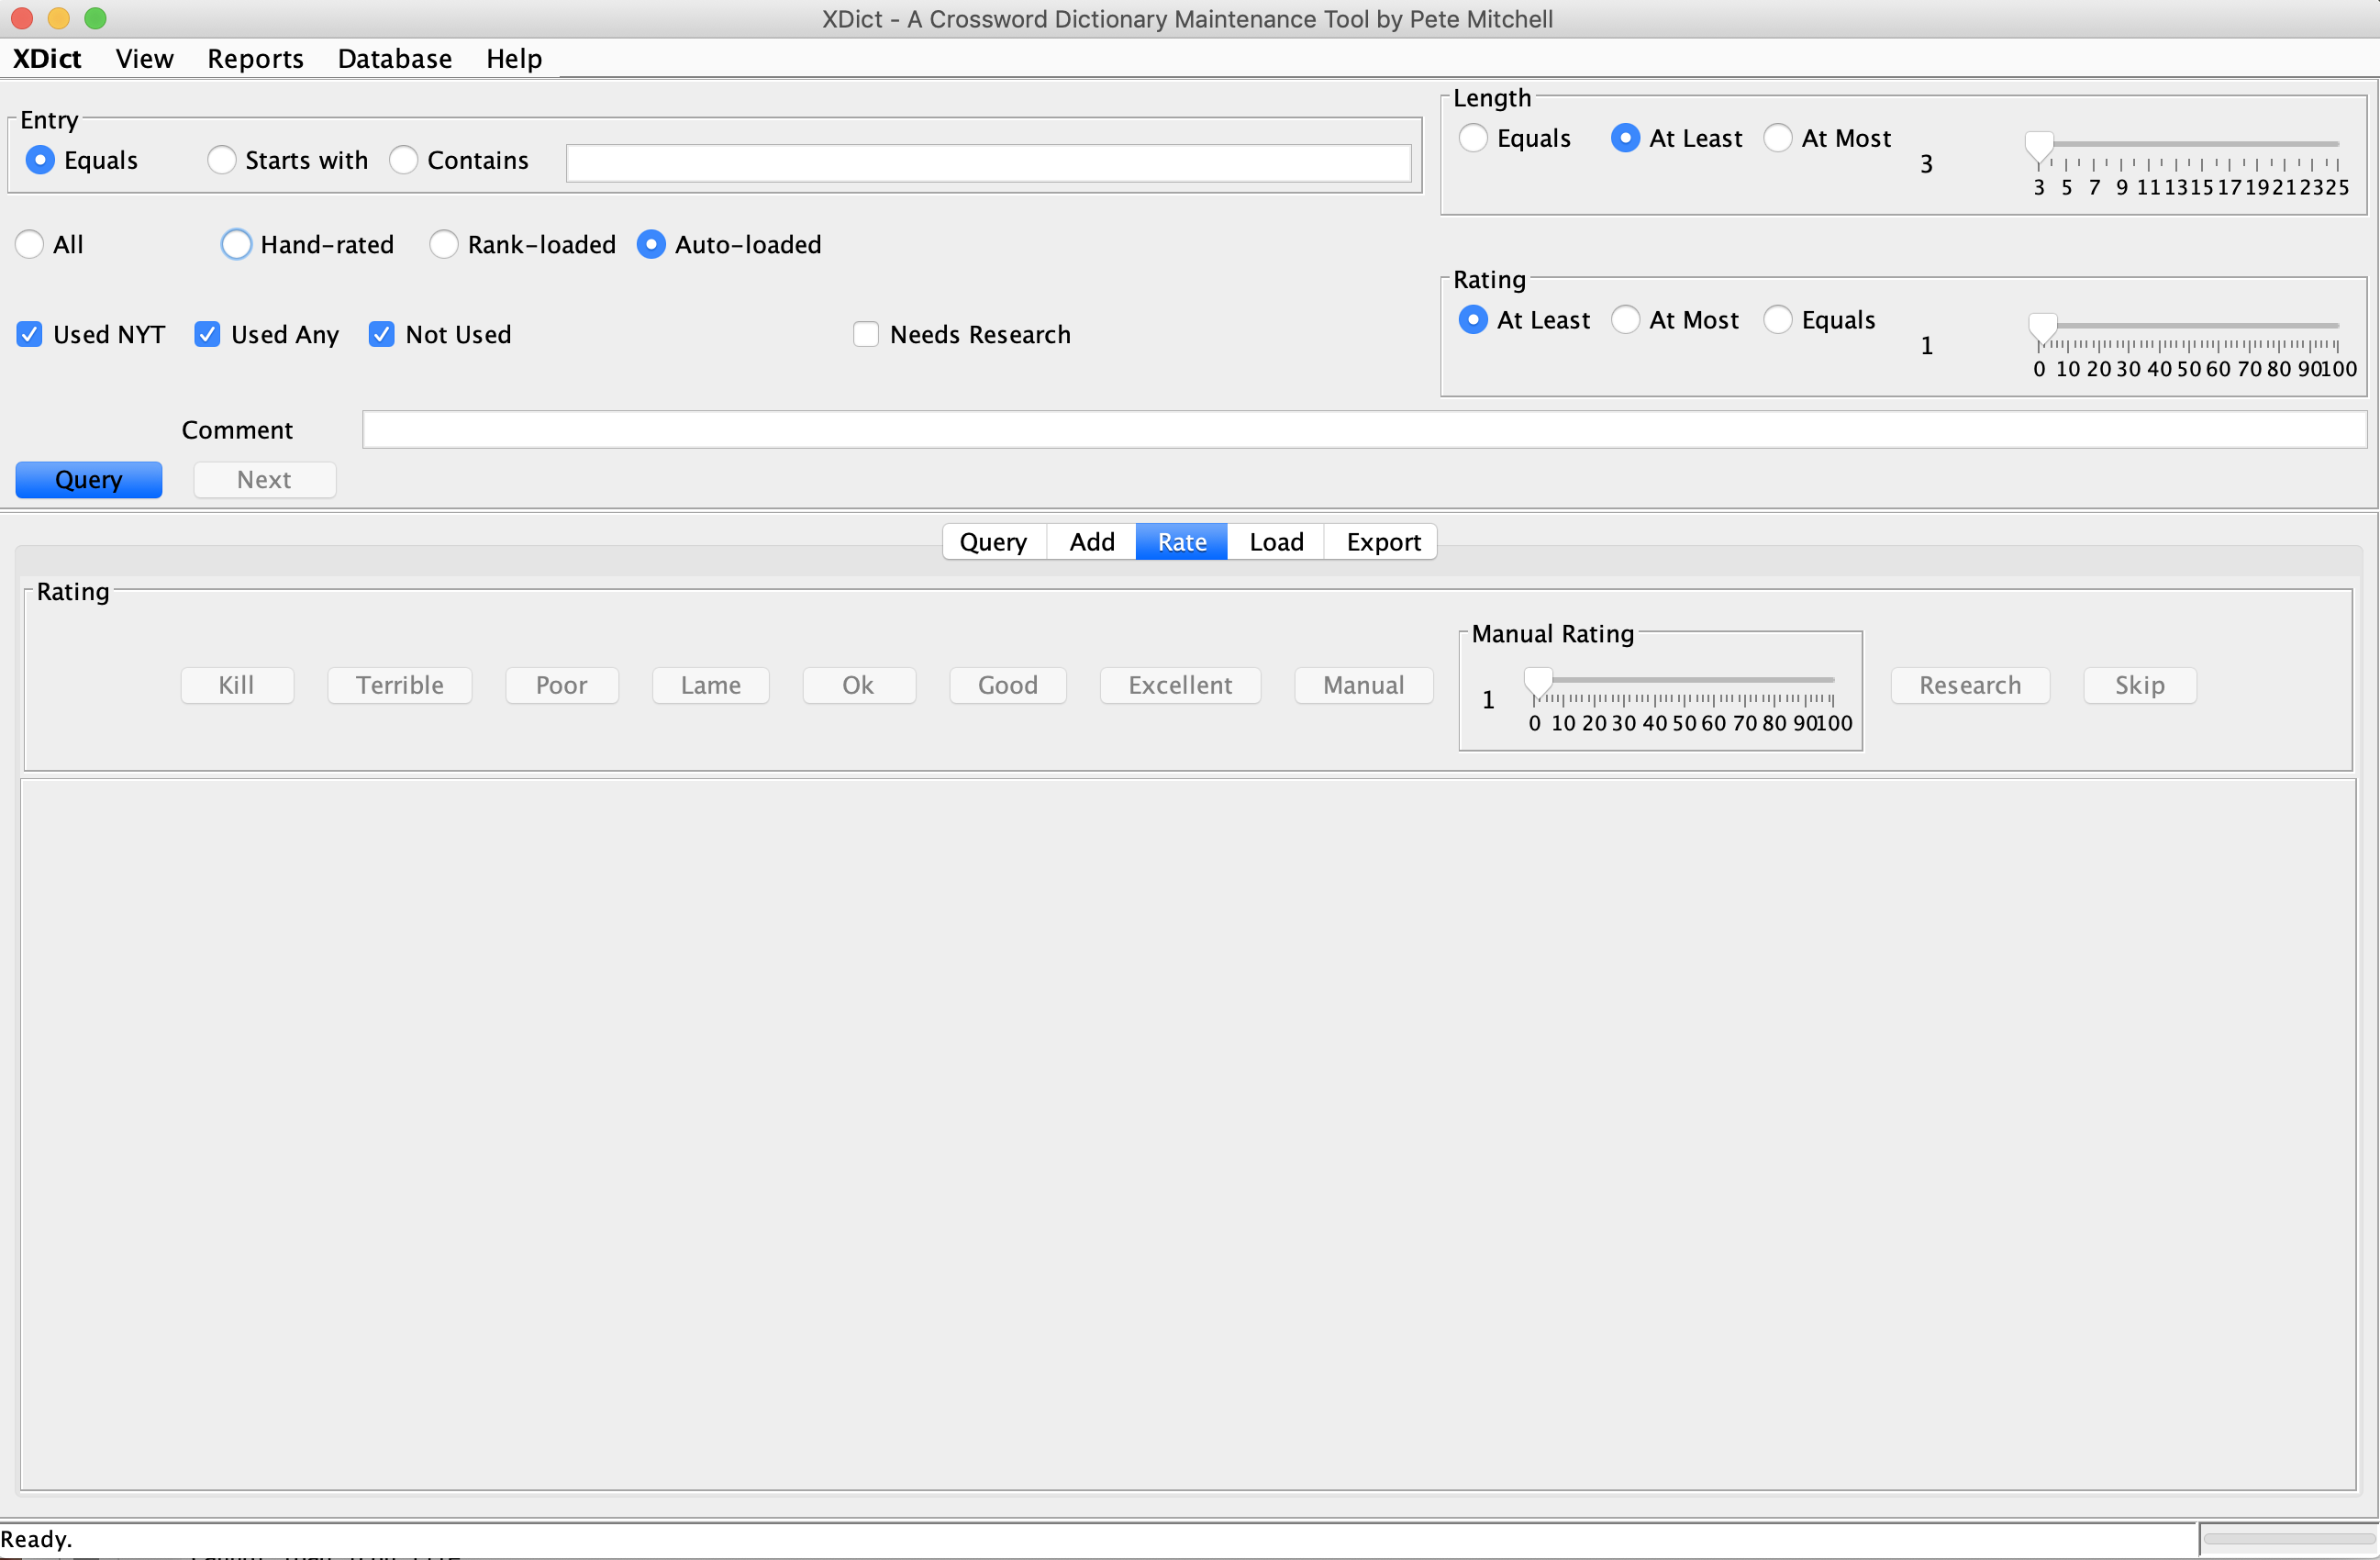 XDict - A Crossword Dictionary Maintenance Tool by Pete Mitchell
XDict View Reports Database Help
Entry
Equals Starts with Contains
Length
Equals At Least At Most 3
3 5 7 9 11 13 15 17 19 21 23 25
All Hand-rated Rank-loaded Auto-loaded
Rating
At Least At Most Equals 1
0 10 20 30 40 50 60 70 80 90 100
Used NYT Used Any Not Used Needs Research
Comment
Query Next
Query Add Rate Load Export
Rating
Kill Terrible Poor Lame Ok Good Excellent Manual
Manual Rating
1
0 10 20 30 40 50 60 70 80 90 100
Research Skip
Ready.